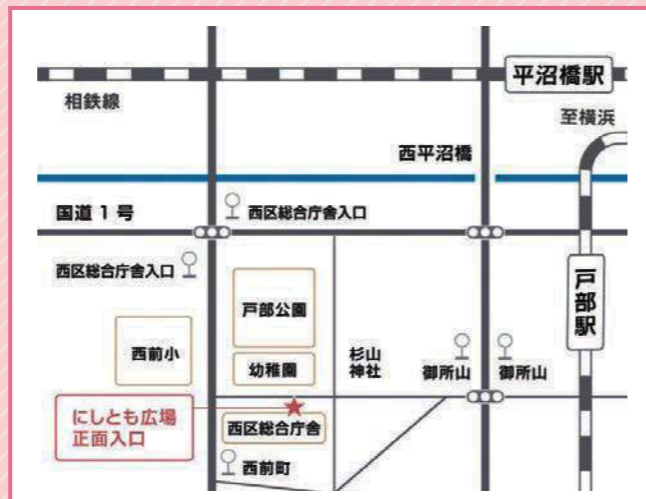 平沼橋駅
相鉄線
至横浜
西平沼橋
国道1号
西区総合庁舎入口
西区総合庁舎入口
戸部駅
戸部公園
西前小
幼稚園
杉山
神社
御所山
御所山
にしとも広場
正面入口
西区総合庁舎
西前町